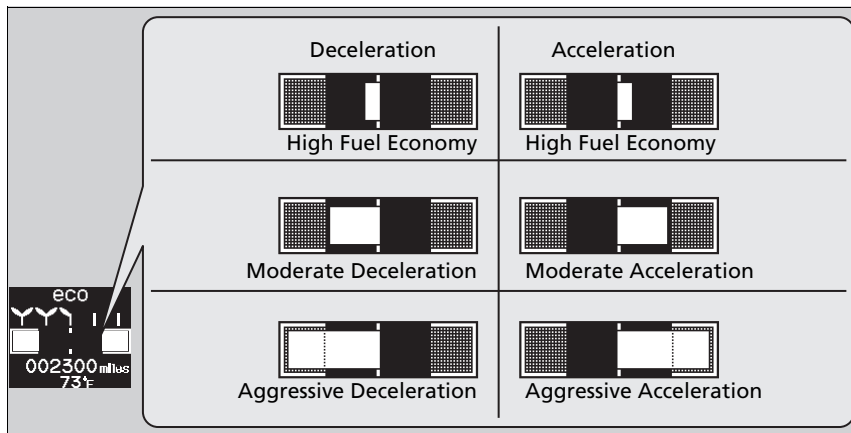 Deceleration
Acceleration
High Fuel Economy
High Fuel Economy
Moderate Deceleration
Moderate Acceleration
eco
002300 miles
73°F
Aggressive Deceleration
Aggressive Acceleration